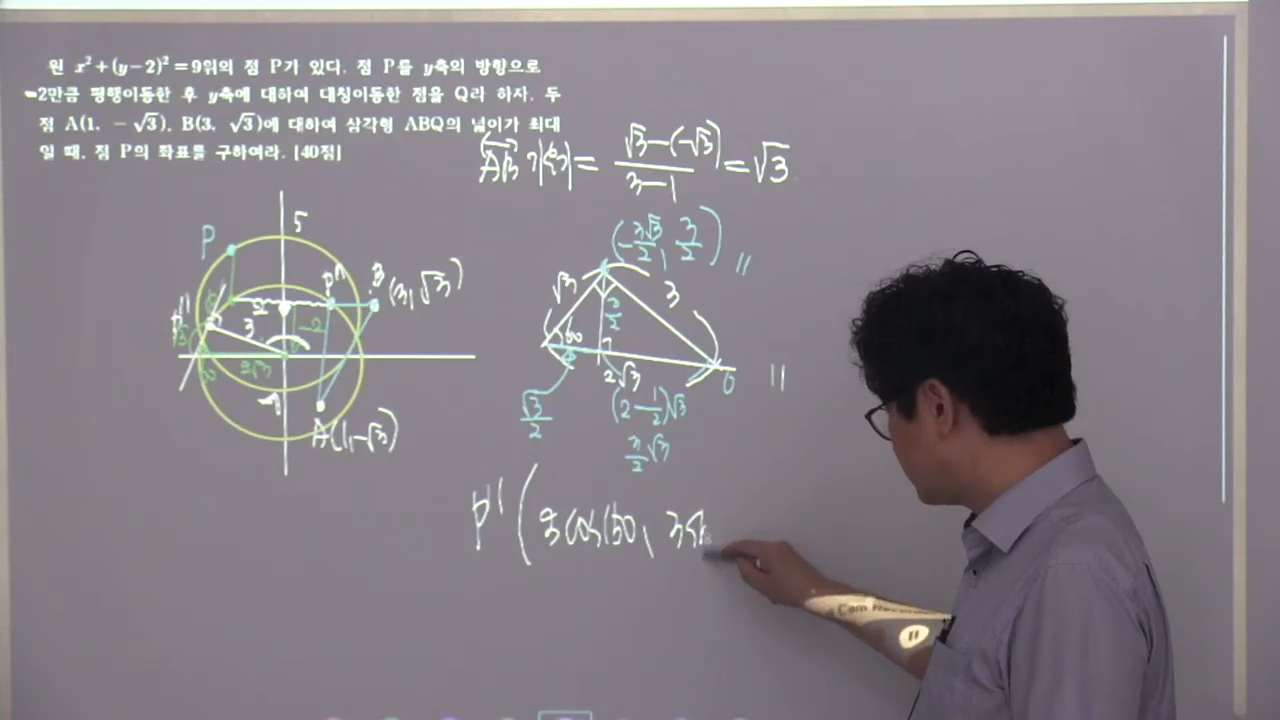 원 x²+(y−2)²=9위의 점 P가 있다. 점 P를 y축의 방향으로
−2만큼 평행이동한 후 y축에 대하여 대칭이동한 점을 Q라 하자. 두
점 A(1, −√3), B(3, √3)에 대하여 삼각형 ABQ의 넓이가 최대
일 때, 점 P의 좌표를 구하여라. [40점]
AB 기울기 = √3−(−√3) / 3−1 = √3
5
P
B(3, √3)
3
−2
A(1, −√3)
(−3√3/2, 3/2)
√3
3
3/2
60
2√3
0
√3/2
(2−1/2)√3
3/2 √3
P'' (3cos150,